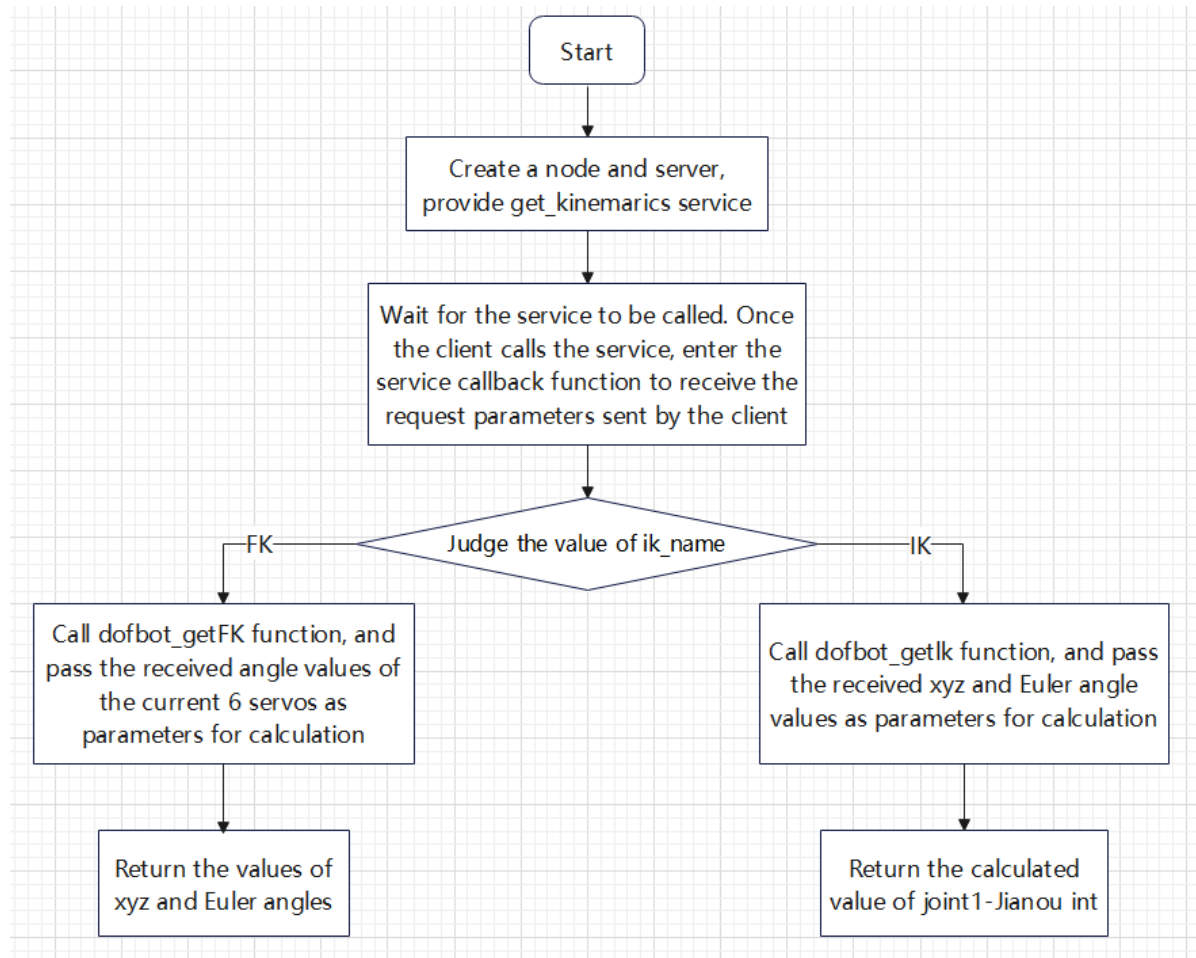 Start
Create a node and server,
provide get_kinemarics service
Wait for the service to be called. Once
the client calls the service, enter the
service callback function to receive the
request parameters sent by the client
Judge the value of ik_name
FK
IK
Call dofbot_getFK function, and
pass the received angle values of
the current 6 servos as
parameters for calculation
Call dofbot_getIk function, and pass
the received xyz and Euler angle
values as parameters for calculation
Return the values of
xyz and Euler angles
Return the calculated
value of joint1-Jianou int